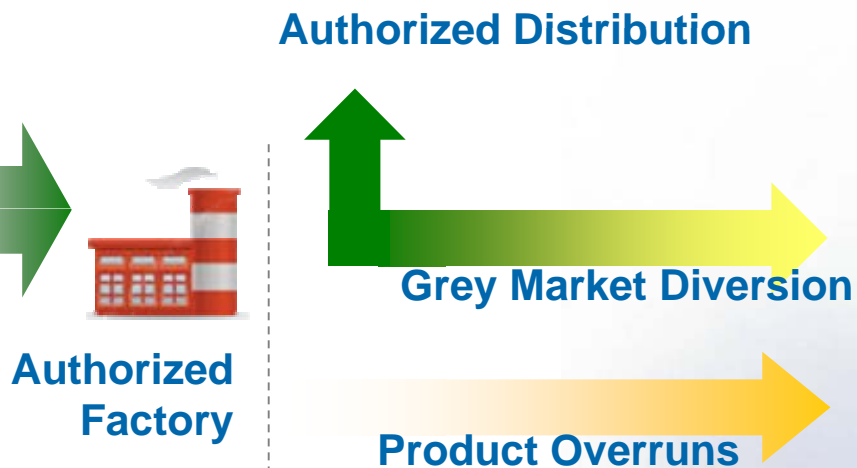 Authorized Distribution
Grey Market Diversion
Authorized
Factory
Product Overruns